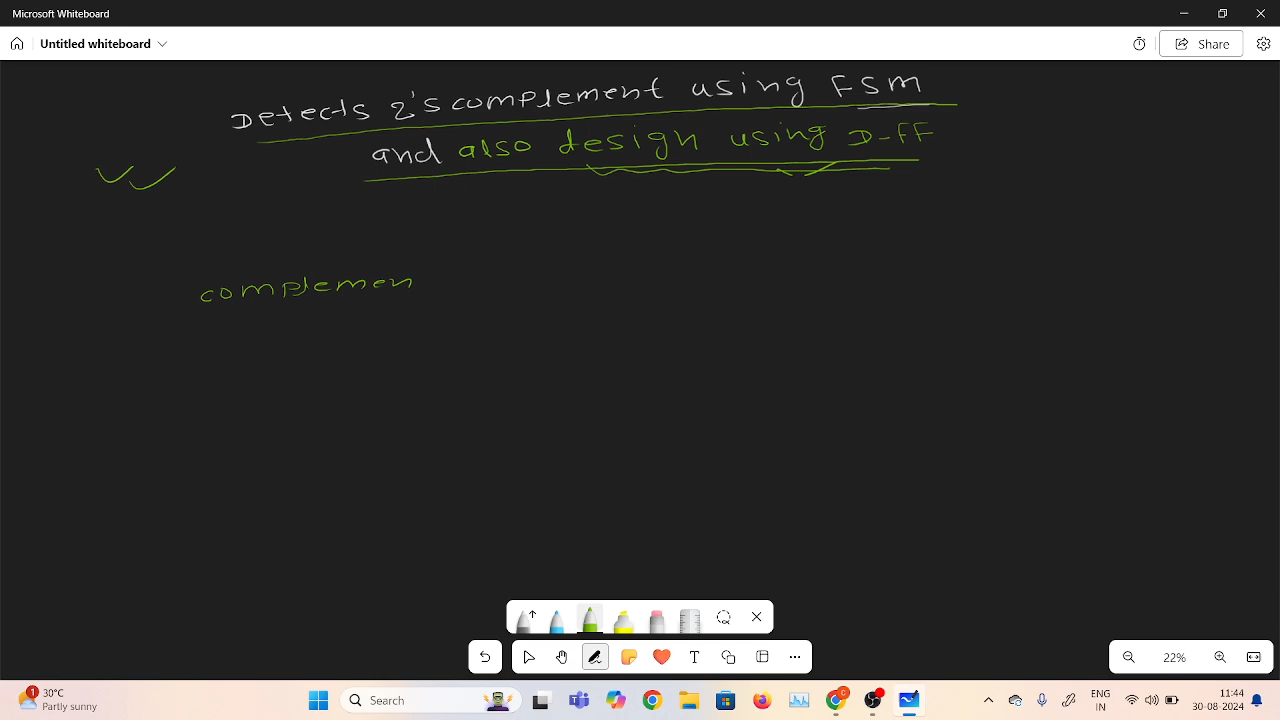 Microsoft Whiteboard
Untitled whiteboard
Share
Detects 2's complement using FSM
and also design using D-FF
complemen
22%
1
30°C
Partly sunny
Search
C
ENG
IN
11:44
30-08-2024